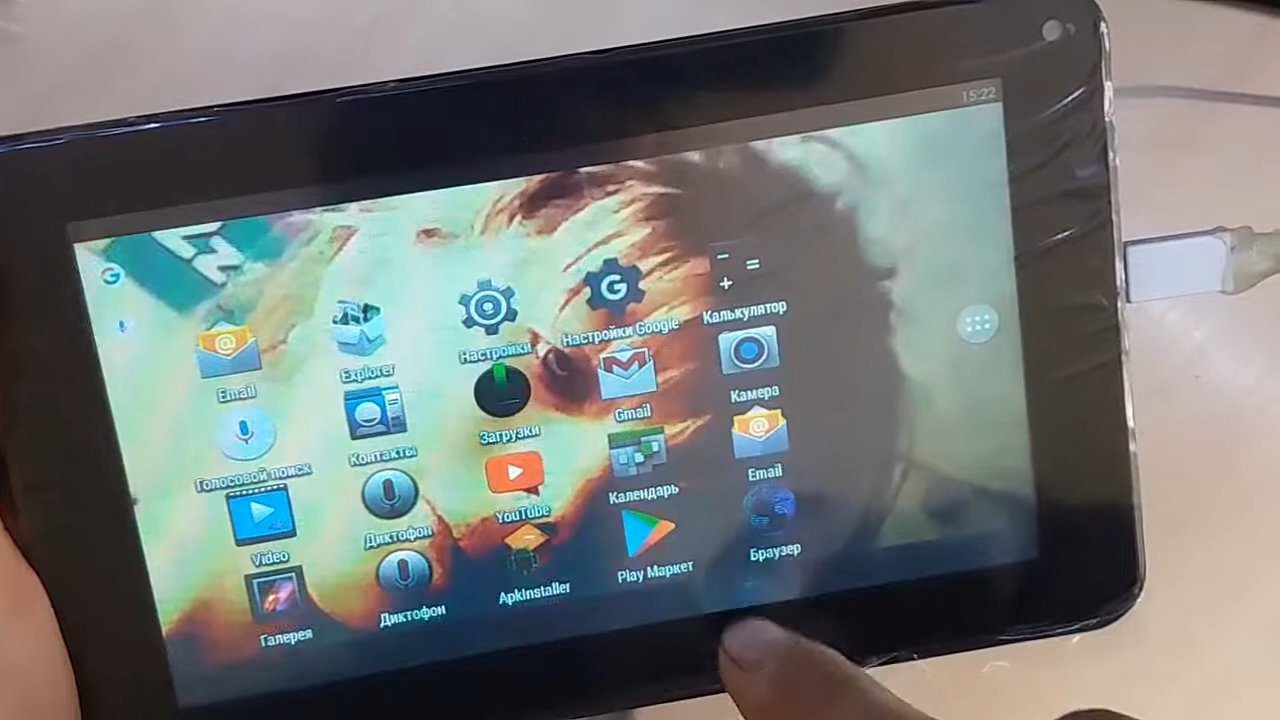 15:22
Калькулятор
Настройки Google
Настройки
Explorer
Email
Камера
Gmail
Загрузки
Контакты
Голосовой поиск
Email
Календарь
YouTube
Диктофон
Video
Браузер
Play Маркет
ApkInstaller
Диктофон
Галерея